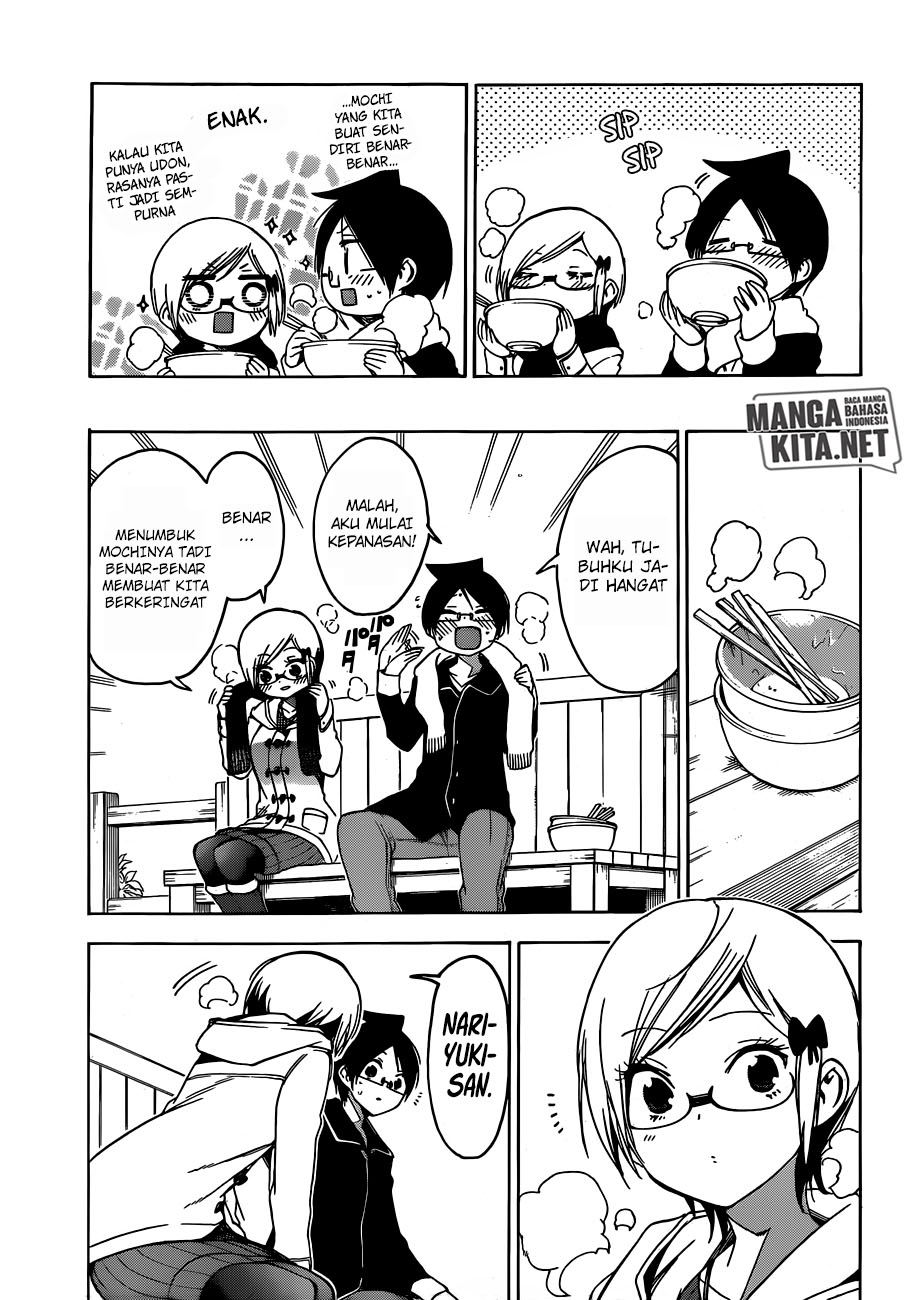 SIP
SIP
...MOCHI
YANG KITA
BUAT SEN-
DIRI BENAR-
BENAR...
ENAK.
KALAU KITA
PUNYA UDON,
RASANYA PAS-
TI JADI SEM-
PURNA
MANGA
KITA.NET
BACA MANGA
BAHASA
INDONESIA
WAH, TU-
BUHKU JA-
DI HANGAT
MALAH,
AKU MULAI
KEPANASAN!
BENAR
...
MENUMBUK
MOCHINYA TADI
BENAR-BENAR
MEMBUAT KITA
BERKERINGAT
NARI-
YUKI-
SAN.